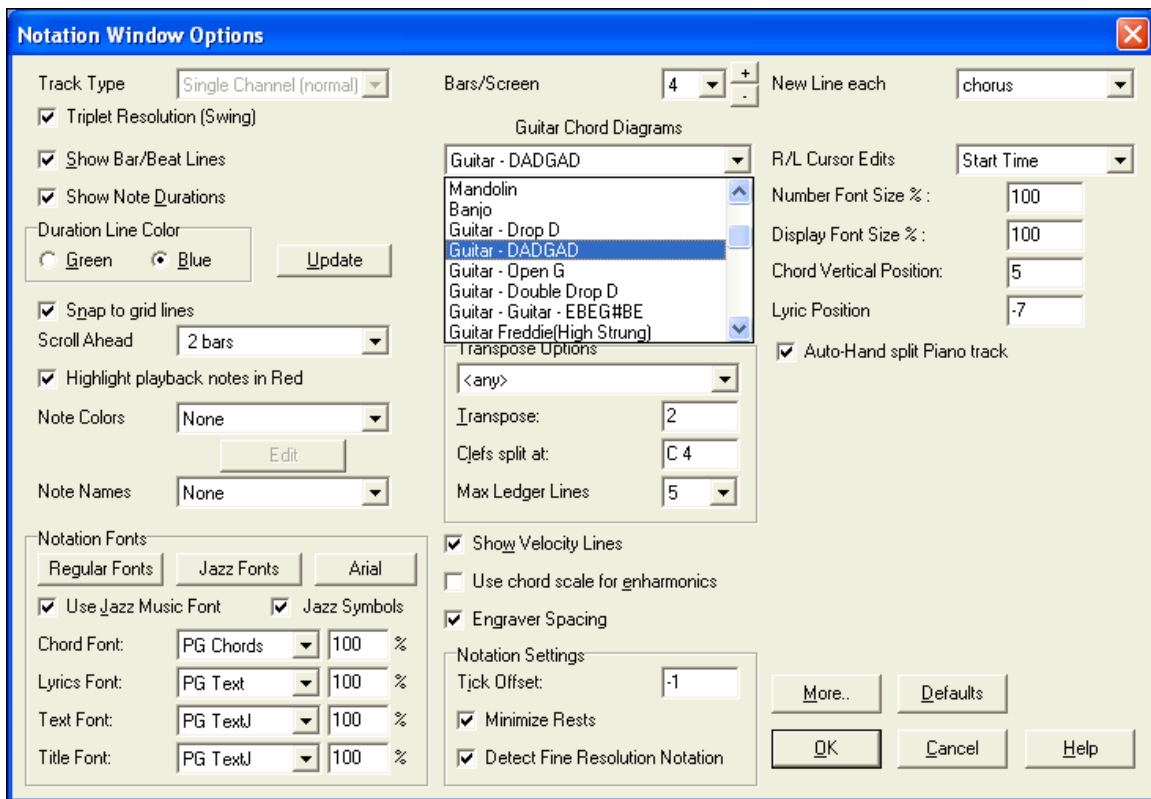 Notation Window Options
Track Type Single Channel (normal)
Triplet Resolution (Swing)
Show Bar/Beat Lines
Show Note Durations
Duration Line Color
Green Blue Update
Snap to grid lines
Scroll Ahead 2 bars
Highlight playback notes in Red
Note Colors None
Edit
Note Names None
Notation Fonts
Regular Fonts Jazz Fonts Arial
Use Jazz Music Font Jazz Symbols
Chord Font: PG Chords 100 %
Lyrics Font: PG Text 100 %
Text Font: PG TextJ 100 %
Title Font: PG TextJ 100 %
Bars/Screen 4 + -
Guitar Chord Diagrams
Guitar - DADGAD
Mandolin
Banjo
Guitar - Drop D
Guitar - DADGAD
Guitar - Open G
Guitar - Double Drop D
Guitar - Guitar - EBEG#BE
Guitar Freddie(High Strung)
Transpose Options
<any>
Transpose: 2
Clefs split at: C 4
Max Ledger Lines 5
Show Velocity Lines
Use chord scale for enharmonics
Engraver Spacing
Notation Settings
Tick Offset: -1
Minimize Rests
Detect Fine Resolution Notation
New Line each chorus
R/L Cursor Edits Start Time
Number Font Size % : 100
Display Font Size % : 100
Chord Vertical Position: 5
Lyric Position -7
Auto-Hand split Piano track
More.. Defaults
OK Cancel Help